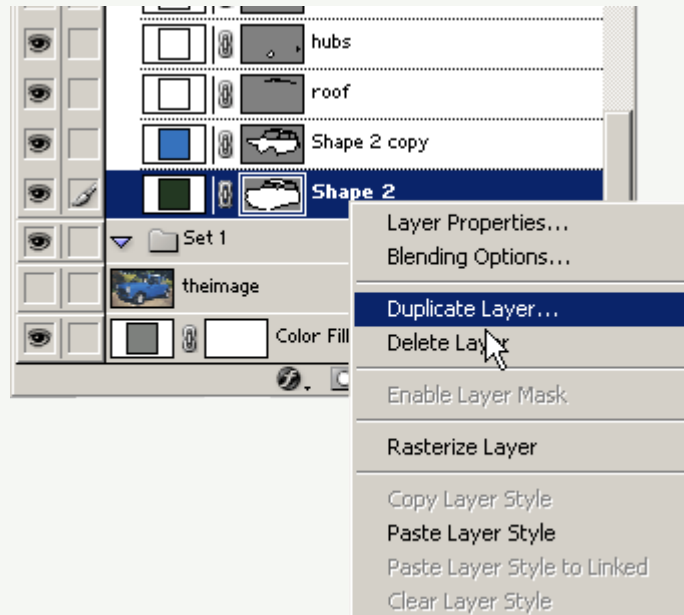 hubs
roof
Shape 2 copy
Shape 2
Layer Properties...
Set 1
Blending Options...
theimage
Duplicate Layer...
Color Fill
Delete Layer
Enable Layer Mask
Rasterize Layer
Copy Layer Style
Paste Layer Style
Paste Layer Style to Linked
Clear Layer Style